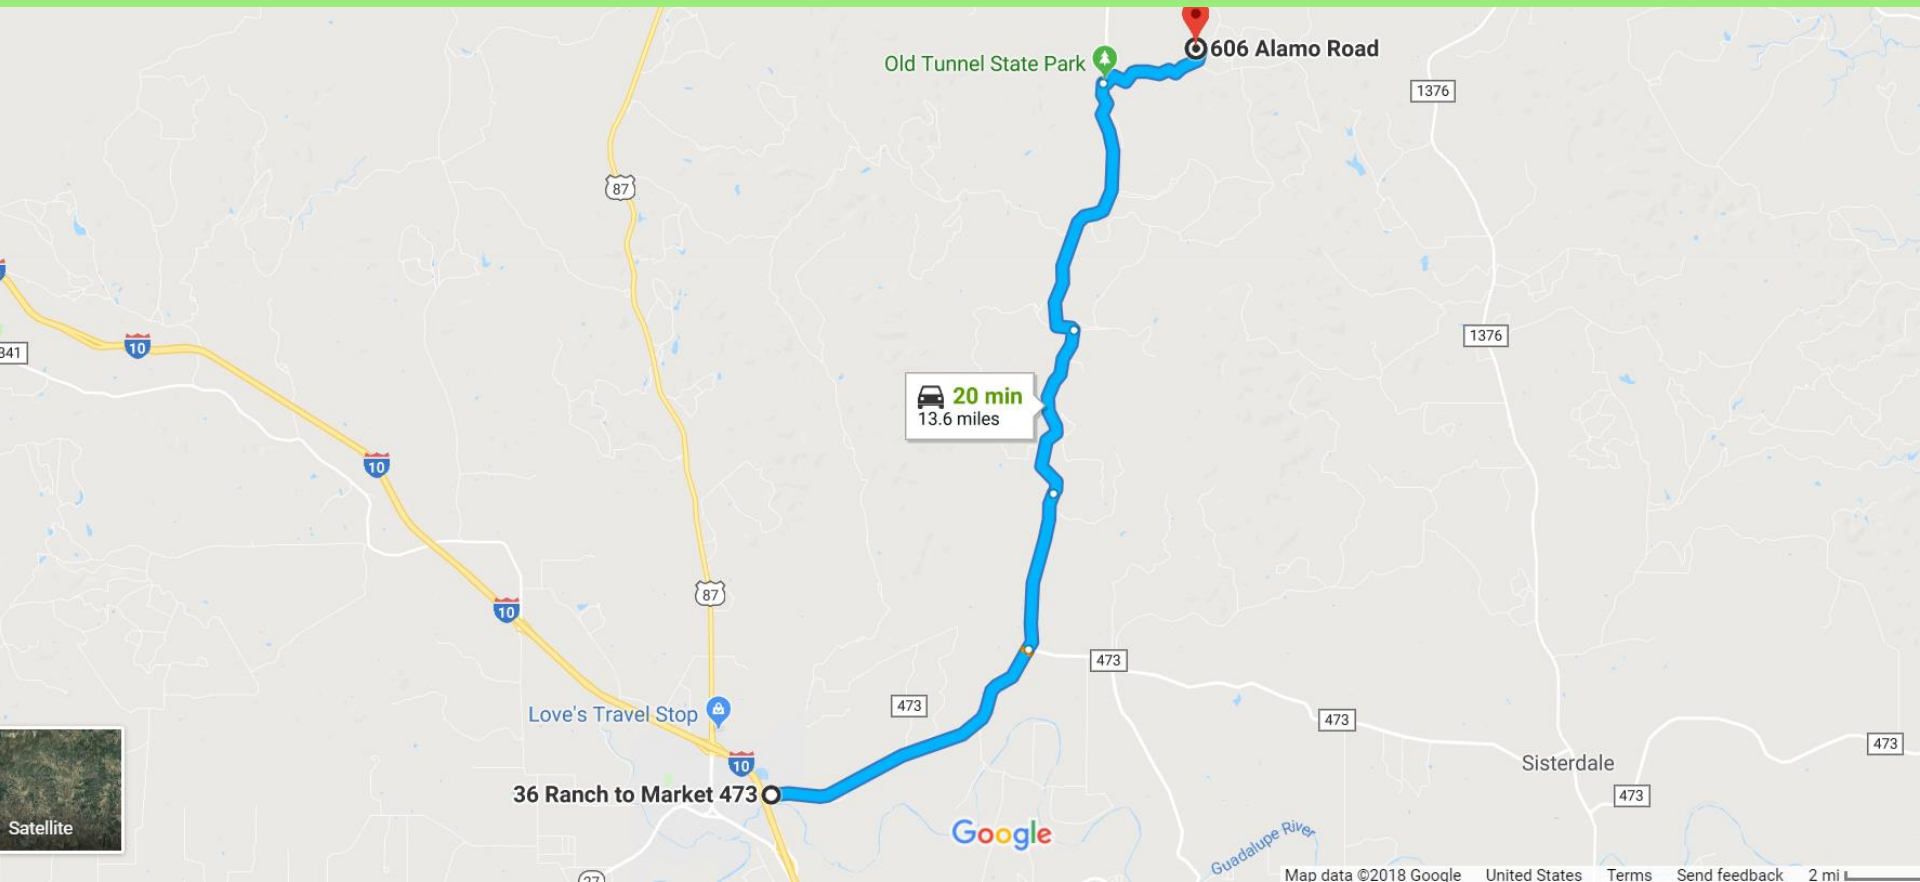 606 Alamo Road
Old Tunnel State Park
1376
87
10
341
1376
10
20 min
13.6 miles
10
87
10
473
473
Love's Travel Stop
473
10
Sisterdale
473
36 Ranch to Market 473
473
Satellite
Google
Guadalupe River
27
Map data ©2018 Google United States Terms Send feedback 2 mi